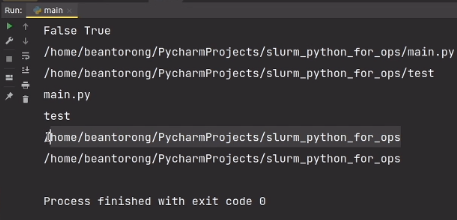 Run: main
False True
/home/beantorong/PycharmProjects/slurm_python_for_ops/main.py
/home/beantorong/PycharmProjects/slurm_python_for_ops/test
main.py
test
/home/beantorong/PycharmProjects/slurm_python_for_ops
/home/beantorong/PycharmProjects/slurm_python_for_ops
Process finished with exit code 0